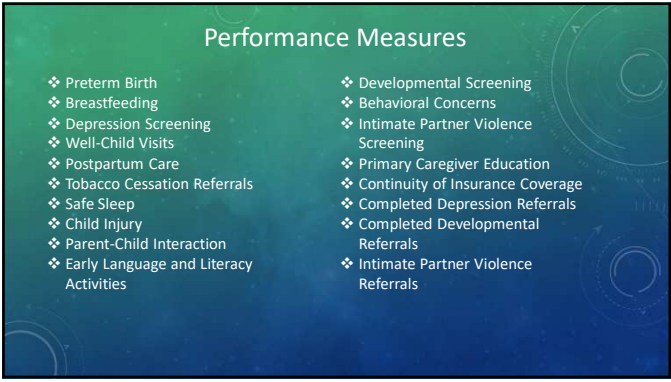 Performance Measures
❖ Preterm Birth
❖ Breastfeeding
❖ Depression Screening
❖ Well-Child Visits
❖ Postpartum Care
❖ Tobacco Cessation Referrals
❖ Safe Sleep
❖ Child Injury
❖ Parent-Child Interaction
❖ Early Language and Literacy
Activities
❖ Developmental Screening
❖ Behavioral Concerns
❖ Intimate Partner Violence
Screening
❖ Primary Caregiver Education
❖ Continuity of Insurance Coverage
❖ Completed Depression Referrals
❖ Completed Developmental
Referrals
❖ Intimate Partner Violence
Referrals